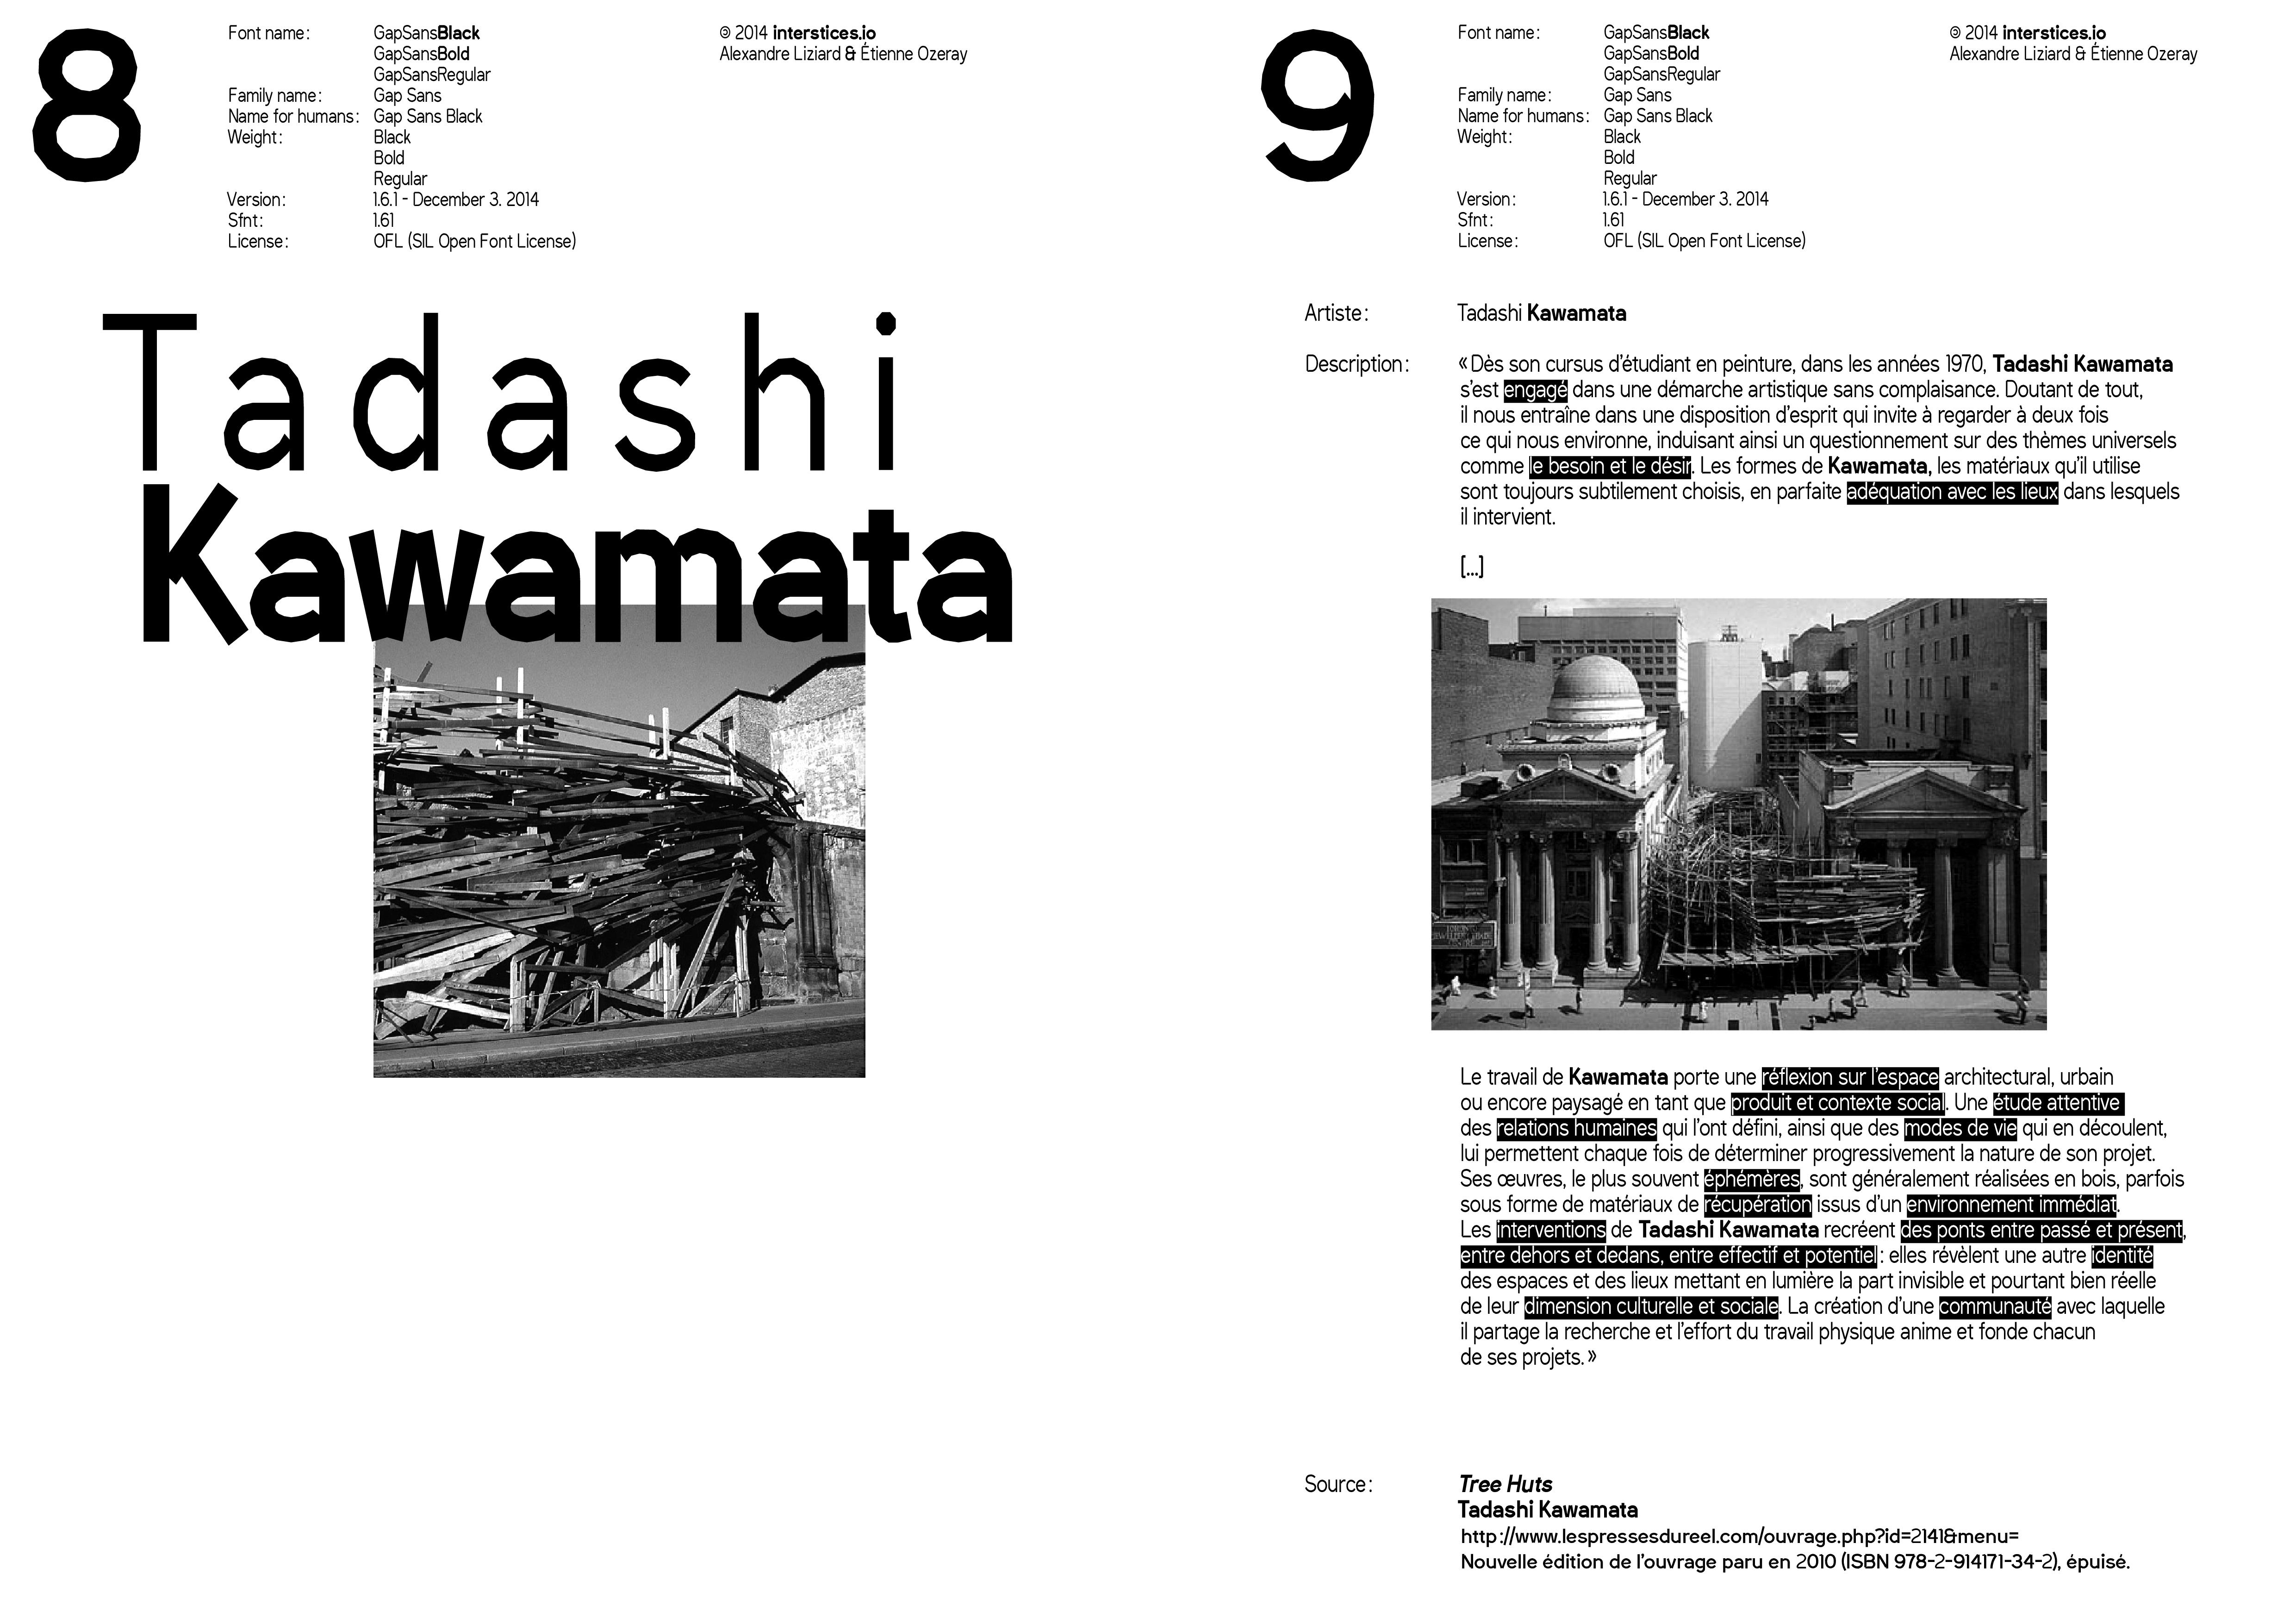 8
Font name :
GapSansBlack
GapSansBold
GapSansRegular
Family name :
Gap Sans
Name for humans :
Gap Sans Black
Weight :
Black
Bold
Regular
Version :
1.6.1 - December 3. 2014
Sfnt :
1.61
License :
OFL (SIL Open Font License)
2014 interstices.io
Alexandre Liziard & Étienne Ozeray
Tadashi
Kawamata
9
Font name :
GapSansBlack
GapSansBold
GapSansRegular
Family name :
Gap Sans
Name for humans :
Gap Sans Black
Weight :
Black
Bold
Regular
Version :
1.6.1 - December 3. 2014
Sfnt :
1.61
License :
OFL (SIL Open Font License)
2014 interstices.io
Alexandre Liziard & Étienne Ozeray
Artiste :
Tadashi Kawamata
Description :
« Dès son cursus d'étudiant en peinture, dans les années 1970, Tadashi Kawamata
s'est engagé dans une démarche artistique sans complaisance. Doutant de tout,
il nous entraîne dans une disposition d'esprit qui invite à regarder à deux fois
ce qui nous environne, induisant ainsi un questionnement sur des thèmes universels
comme le besoin et le désir. Les formes de Kawamata, les matériaux qu'il utilise
sont toujours subtilement choisis, en parfaite adéquation avec les lieux dans lesquels
il intervient.
[...]
Le travail de Kawamata porte une réflexion sur l'espace architectural, urbain
ou encore paysagé en tant que produit et contexte social. Une étude attentive
des relations humaines qui l'ont défini, ainsi que des modes de vie qui en découlent,
lui permettent chaque fois de déterminer progressivement la nature de son projet.
Ses œuvres, le plus souvent éphémères, sont généralement réalisées en bois, parfois
sous forme de matériaux de récupération issus d'un environnement immédiat.
Les interventions de Tadashi Kawamata recréent des ponts entre passé et présent,
entre dehors et dedans, entre effectif et potentiel : elles révèlent une autre identité
des espaces et des lieux mettant en lumière la part invisible et pourtant bien réelle
de leur dimension culturelle et sociale. La création d'une communauté avec laquelle
il partage la recherche et l'effort du travail physique anime et fonde chacun
de ses projets. »
Source :
Tree Huts
Tadashi Kawamata
http://www.lespressesdureel.com/ouvrage.php?id=2141&menu=
Nouvelle édition de l'ouvrage paru en 2010 (ISBN 978-2-914171-34-2), épuisé.